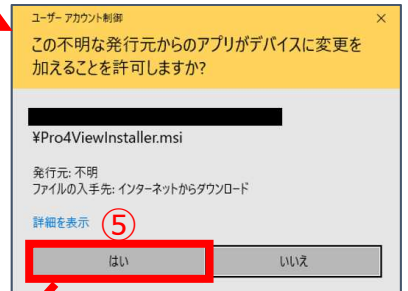 ユーザー アカウント制御
×
この不明な発行元からのアプリがデバイスに変更を
加えることを許可しますか?
¥Pro4ViewInstaller.msi
発行元: 不明
ファイルの入手先: インターネットからダウンロード
詳細を表示
⑤
はい
いいえ